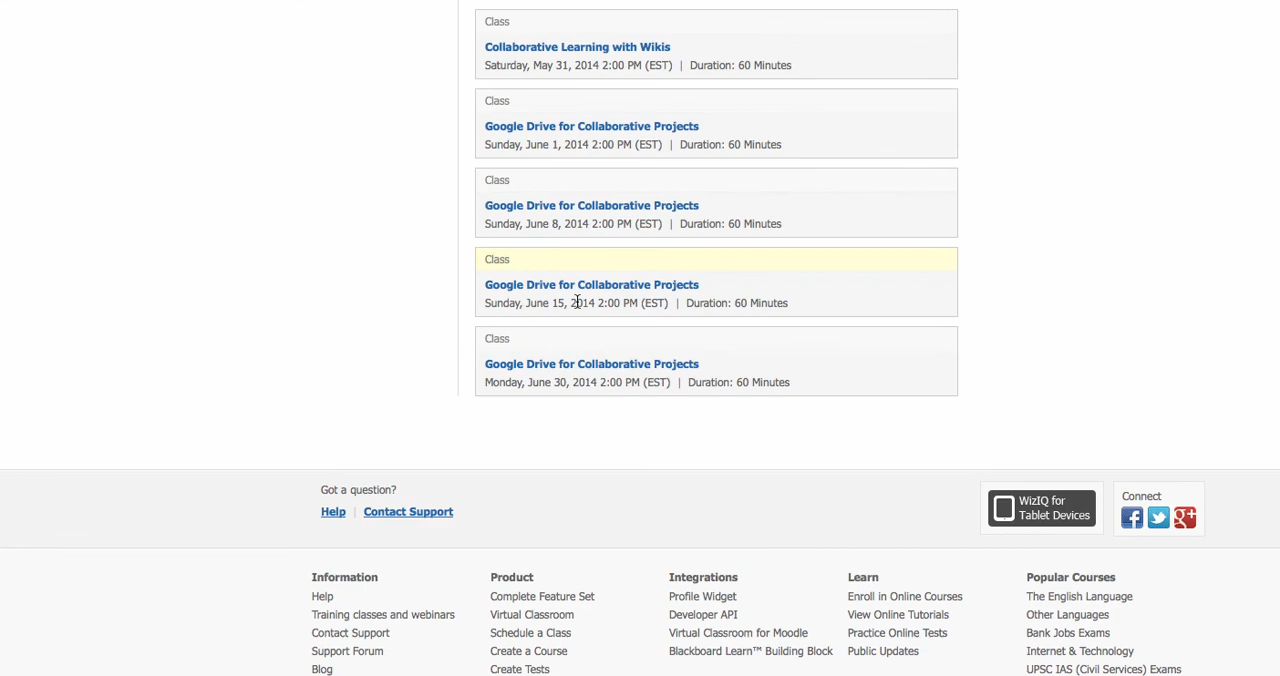 Class
Collaborative Learning with Wikis
Saturday, May 31, 2014 2:00 PM (EST) | Duration: 60 Minutes
Class
Google Drive for Collaborative Projects
Sunday, June 1, 2014 2:00 PM (EST) | Duration: 60 Minutes
Class
Google Drive for Collaborative Projects
Sunday, June 8, 2014 2:00 PM (EST) | Duration: 60 Minutes
Class
Google Drive for Collaborative Projects
Sunday, June 15, 2014 2:00 PM (EST) | Duration: 60 Minutes
Class
Google Drive for Collaborative Projects
Monday, June 30, 2014 2:00 PM (EST) | Duration: 60 Minutes
Got a question?
Help | Contact Support
WizIQ for
Tablet Devices
Connect
Information
Help
Training classes and webinars
Contact Support
Support Forum
Blog
Product
Complete Feature Set
Virtual Classroom
Schedule a Class
Create a Course
Create Tests
Integrations
Profile Widget
Developer API
Virtual Classroom for Moodle
Blackboard Learn™ Building Block
Learn
Enroll in Online Courses
View Online Tutorials
Practice Online Tests
Public Updates
Popular Courses
The English Language
Other Languages
Bank Jobs Exams
Internet & Technology
UPSC IAS (Civil Services) Exams